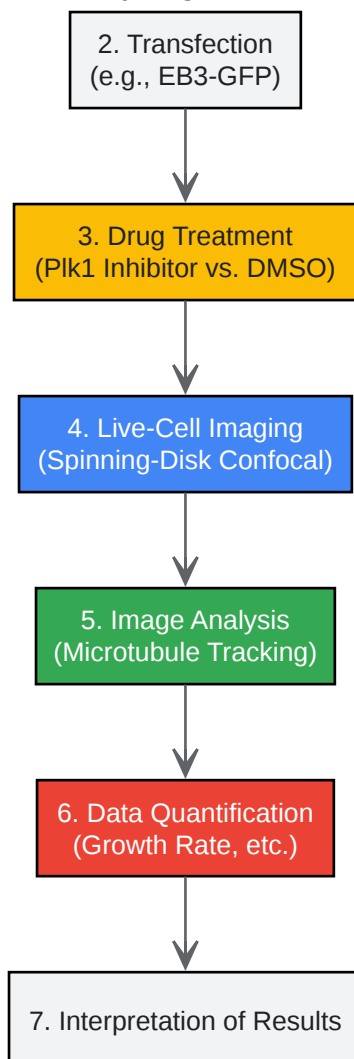 2. Transfection
(e.g., EB3-GFP)
3. Drug Treatment
(Plk1 Inhibitor vs. DMSO)
4. Live-Cell Imaging
(Spinning-Disk Confocal)
5. Image Analysis
(Microtubule Tracking)
6. Data Quantification
(Growth Rate, etc.)
7. Interpretation of Results